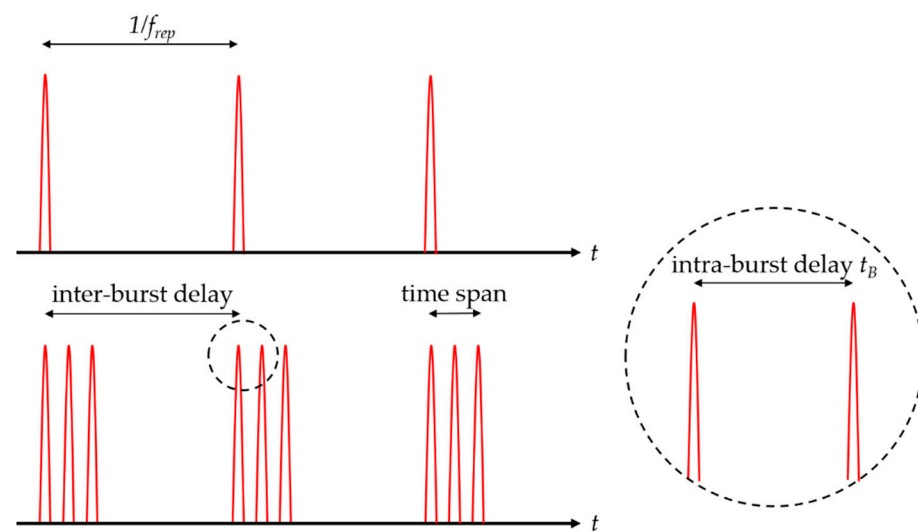 1/f_rep
t
intra-burst delay t_B
inter-burst delay
time span
t